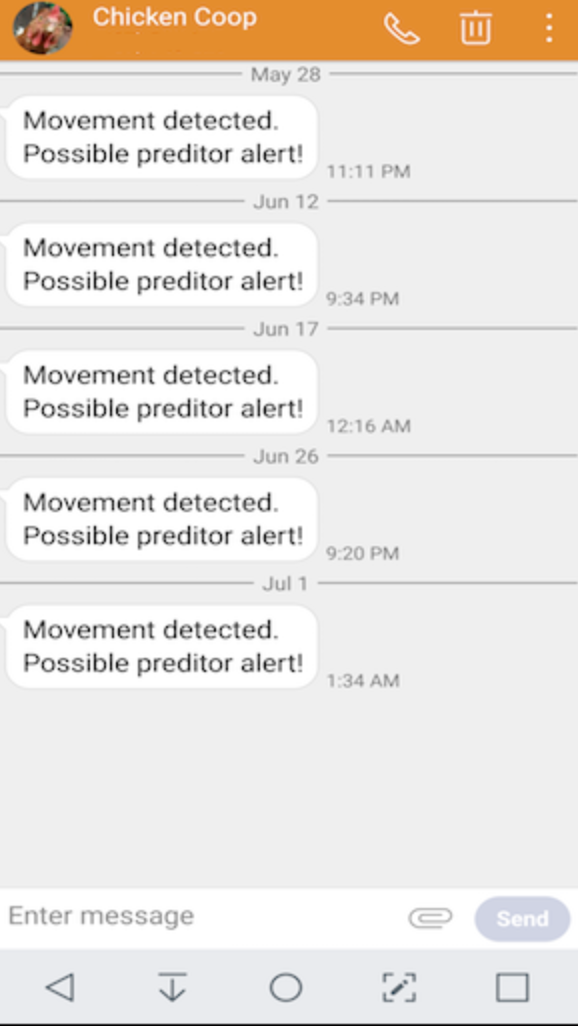 Chicken Coop
May 28
Movement detected.
Possible preditor alert!
11:11 PM
Jun 12
Movement detected.
Possible preditor alert!
9:34 PM
Jun 17
Movement detected.
Possible preditor alert!
12:16 AM
Jun 26
Movement detected.
Possible preditor alert!
9:20 PM
Jul 1
Movement detected.
Possible preditor alert!
1:34 AM
Enter message
Send